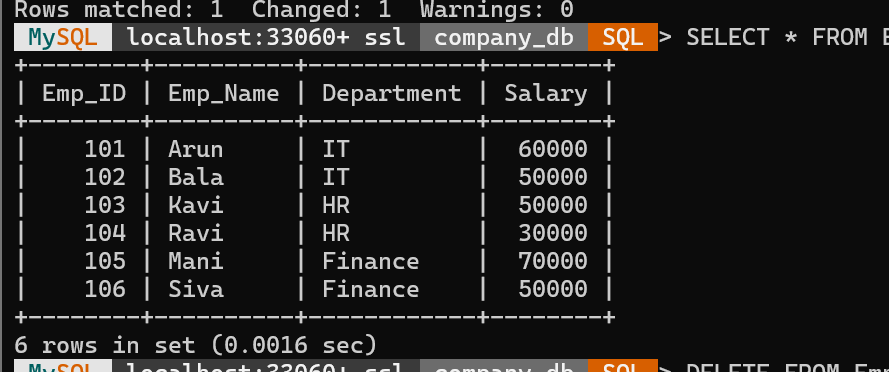 Rows matched: 1  Changed: 1  Warnings: 0
MySQL localhost:33060+ ssl company_db SQL > SELECT * FROM
+--------+----------+------------+--------+
| Emp_ID | Emp_Name | Department | Salary |
+--------+----------+------------+--------+
|    101 | Arun     | IT         |  60000 |
|    102 | Bala     | IT         |  50000 |
|    103 | Kavi     | HR         |  50000 |
|    104 | Ravi     | HR         |  30000 |
|    105 | Mani     | Finance    |  70000 |
|    106 | Siva     | Finance    |  50000 |
+--------+----------+------------+--------+
6 rows in set (0.0016 sec)
MySQL localhost:33060+ ssl company_db SQL > DELETE FROM Emp